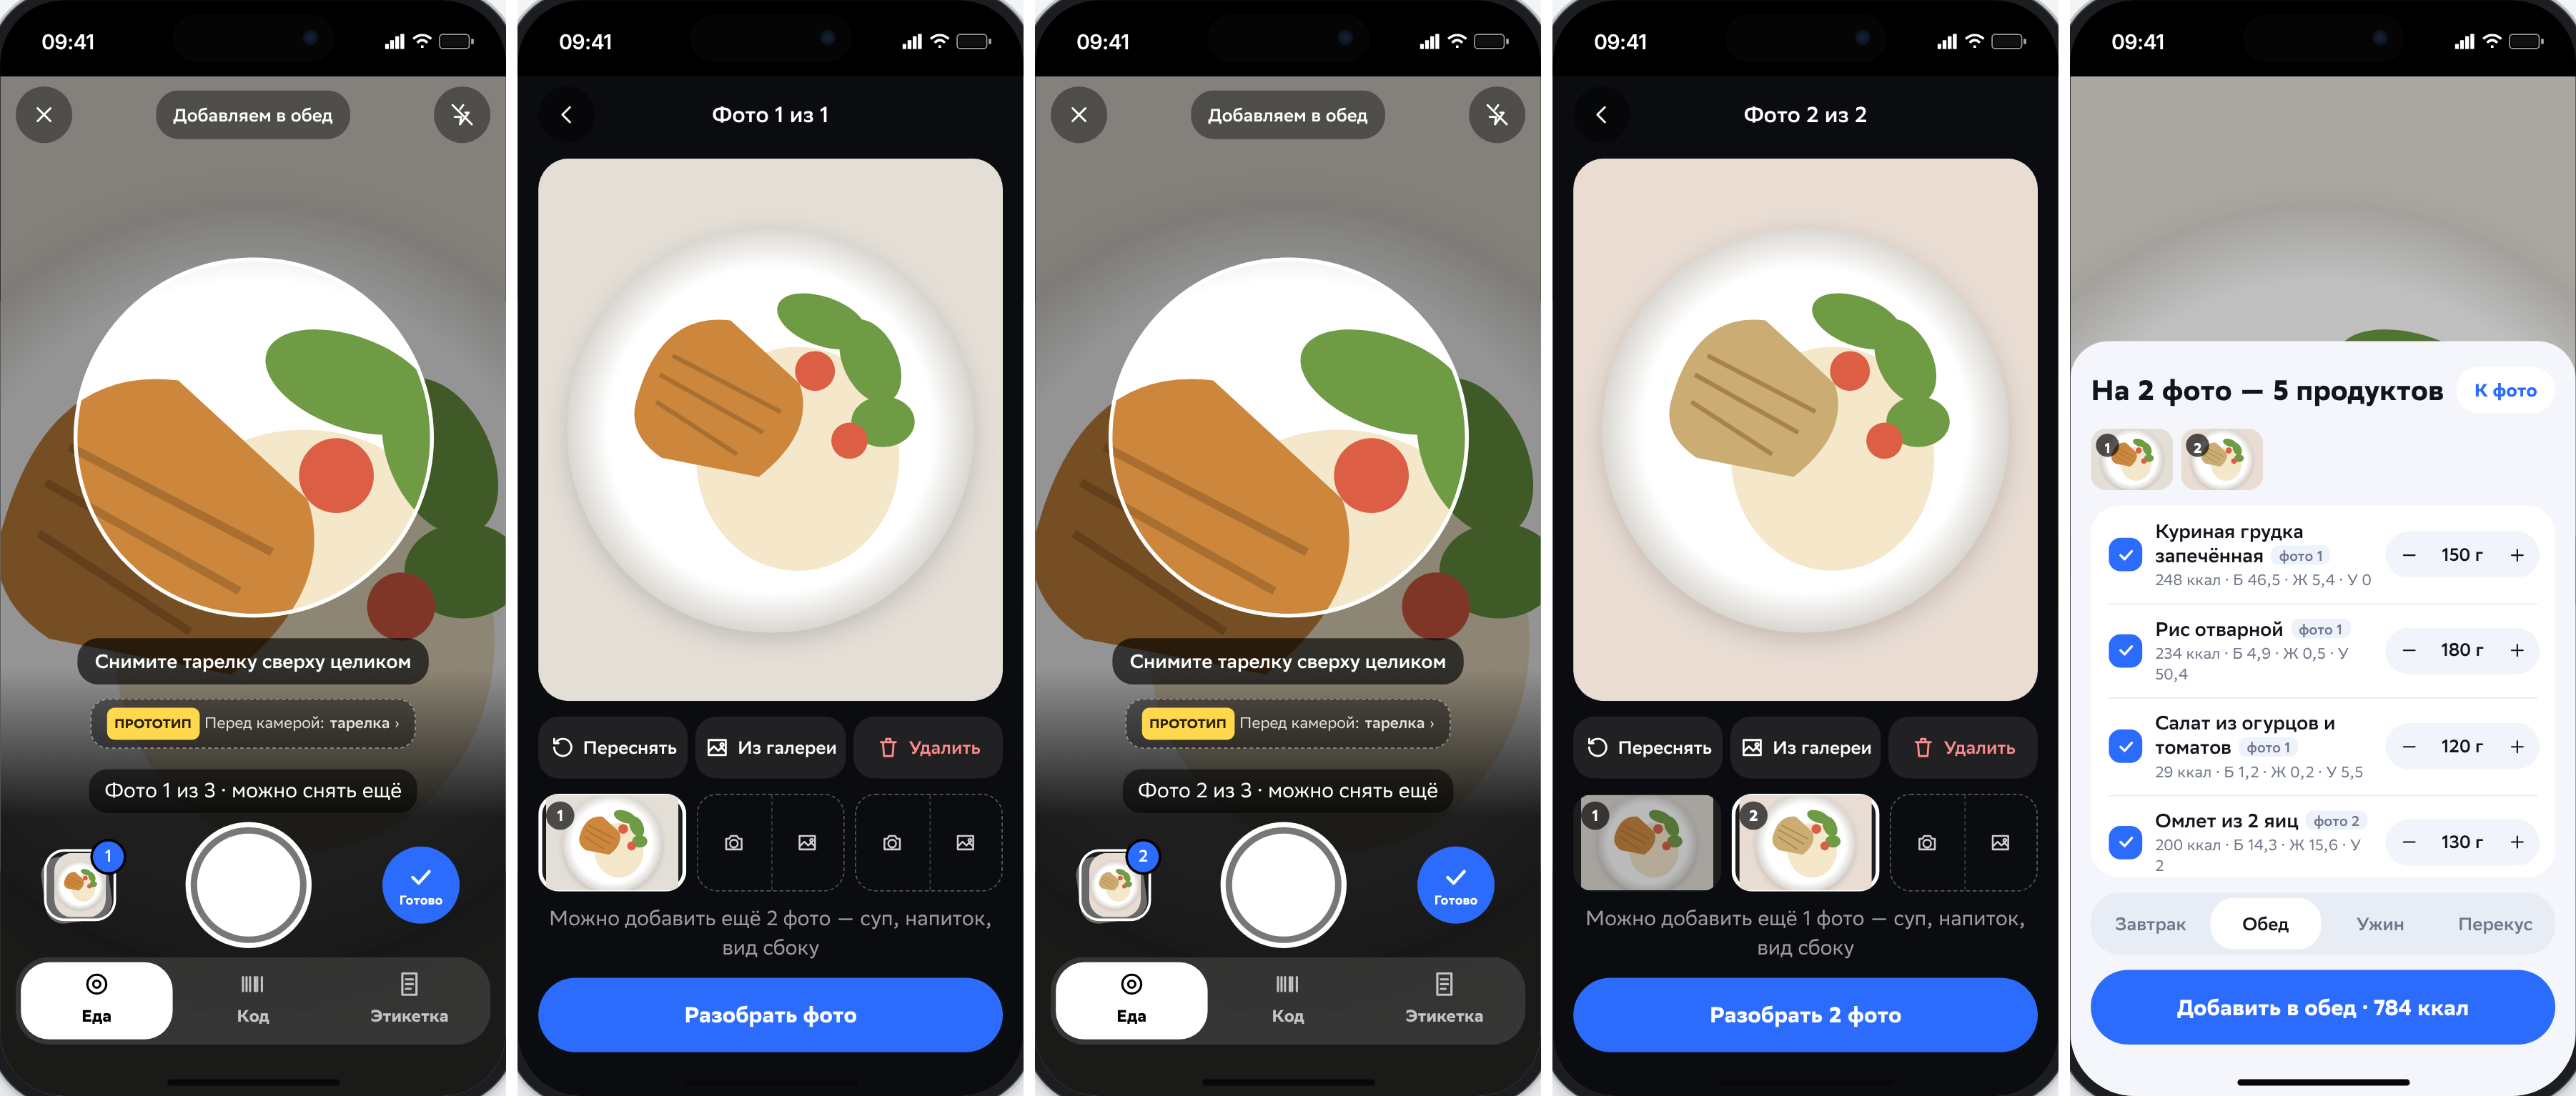 09:41
Добавляем в обед
Снимите тарелку сверху целиком
ПРОТОТИП Перед камерой: тарелка ›
Фото 1 из 3 · можно снять ещё
1
Готово
Еда
Код
Этикетка
09:41
Фото 1 из 1
Переснять
Из галереи
Удалить
1
Можно добавить ещё 2 фото — суп, напиток,
вид сбоку
Разобрать фото
09:41
Добавляем в обед
Снимите тарелку сверху целиком
ПРОТОТИП Перед камерой: тарелка ›
Фото 2 из 3 · можно снять ещё
2
Готово
Еда
Код
Этикетка
09:41
Фото 2 из 2
Переснять
Из галереи
Удалить
1
2
Можно добавить ещё 1 фото — суп, напиток,
вид сбоку
Разобрать 2 фото
09:41
На 2 фото — 5 продуктов
К фото
1
2
Куриная грудка
запечённая фото 1
248 ккал · Б 46,5 · Ж 5,4 · У 0
− 150 г +
Рис отварной фото 1
234 ккал · Б 4,9 · Ж 0,5 · У
50,4
− 180 г +
Салат из огурцов и
томатов фото 1
29 ккал · Б 1,2 · Ж 0,2 · У 5,5
− 120 г +
Омлет из 2 яиц фото 2
200 ккал · Б 14,3 · Ж 15,6 · У
2
− 130 г +
Завтрак
Обед
Ужин
Перекус
Добавить в обед · 784 ккал